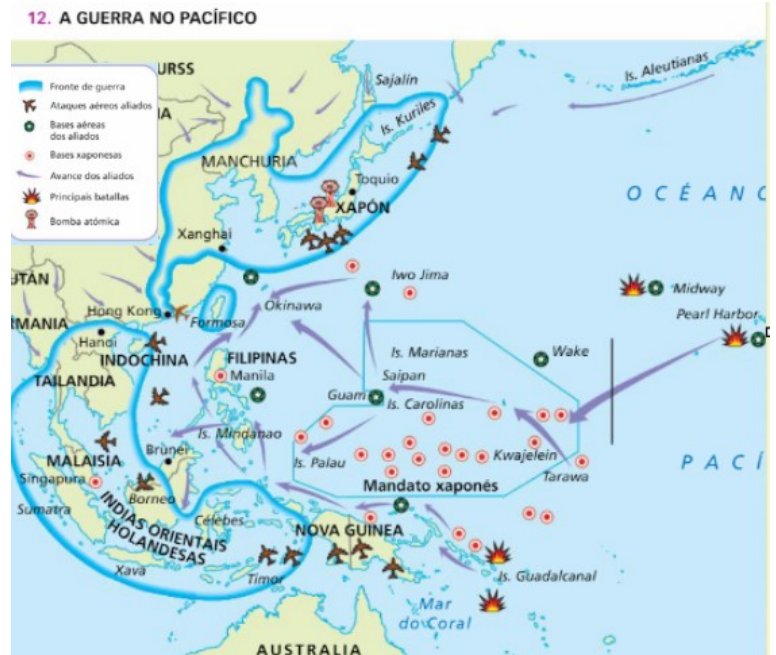 12. A GUERRA NO PACÍFICO
URSS
Fronte de guerra
Ataques aéreos aliados
Bases aéreas
dos aliados
Bases xaponesas
Avance dos aliados
Principais batallas
Bomba atómica
Sajalín
Is. Aleutianas
Is. Kuriles
MANCHURIA
Toquio
XAPÓN
OCÉANO
Xanghai
UTÁN
Iwo Jima
Midway
Okinawa
Pearl Harbor
Hong Kong
Formosa
RMANIA
Hanoi
INDOCHINA
FILIPINAS
Is. Marianas
Wake
TAILANDIA
Manila
Saipan
Guam
Is. Carolinas
Is. Mindanao
MALAISIA
Brunei
Is. Palau
Kwajelein
PACÍ
Singapura
Borneo
Mandato xaponés
Tarawa
Sumatra
INDIAS ORIENTAIS
HOLANDESAS
Célebes
NOVA GUINEA
Xava
Timor
Is. Guadalcanal
Mar
do Coral
AUSTRALIA